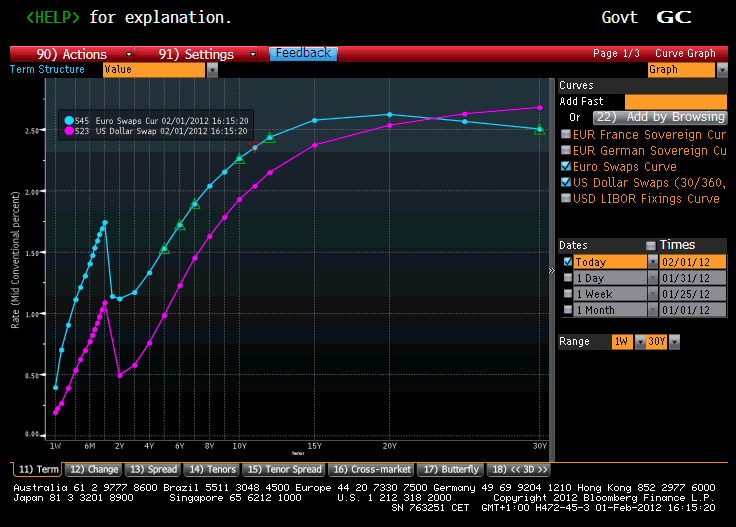 <HELP> for explanation. Govt GC
90) Actions 91) Settings Feedback Page 1/3 Curve Graph
Term Structure Value Graph
Curves
Add Fast
Or 22) Add by Browsing
EUR France Sovereign Cur
EUR German Sovereign Cu
Euro Swaps Curve
US Dollar Swaps (30/360,
USD LIBOR Fixings Curve
Dates Times
Today 02/01/12
1 Day 01/31/12
1 Week 01/25/12
1 Month 01/01/12
Range 1W 30Y
S45 Euro Swaps Cur 02/01/2012 16:15:20
S23 US Dollar Swap 02/01/2012 16:15:20
Rate (Mid Conventional percent)
2.50
2.00
1.50
1.00
0.50
0.00
1W 6M 2Y 4Y 6Y 8Y 10Y 15Y 20Y 30Y
Tenor
11) Term 12) Change 13) Spread 14) Tenors 15) Tenor Spread 16) Cross-market 17) Butterfly 18) << 3D >>
Australia 61 2 9777 8600 Brazil 5511 3048 4500 Europe 44 20 7330 7500 Germany 49 69 9204 1210 Hong Kong 852 2977 6000
Japan 81 3 3201 8900 Singapore 65 6212 1000 U.S. 1 212 318 2000 Copyright 2012 Bloomberg Finance L.P.
SN 763251 CET GMT+1:00 H472-45-3 01-Feb-2012 16:15:20